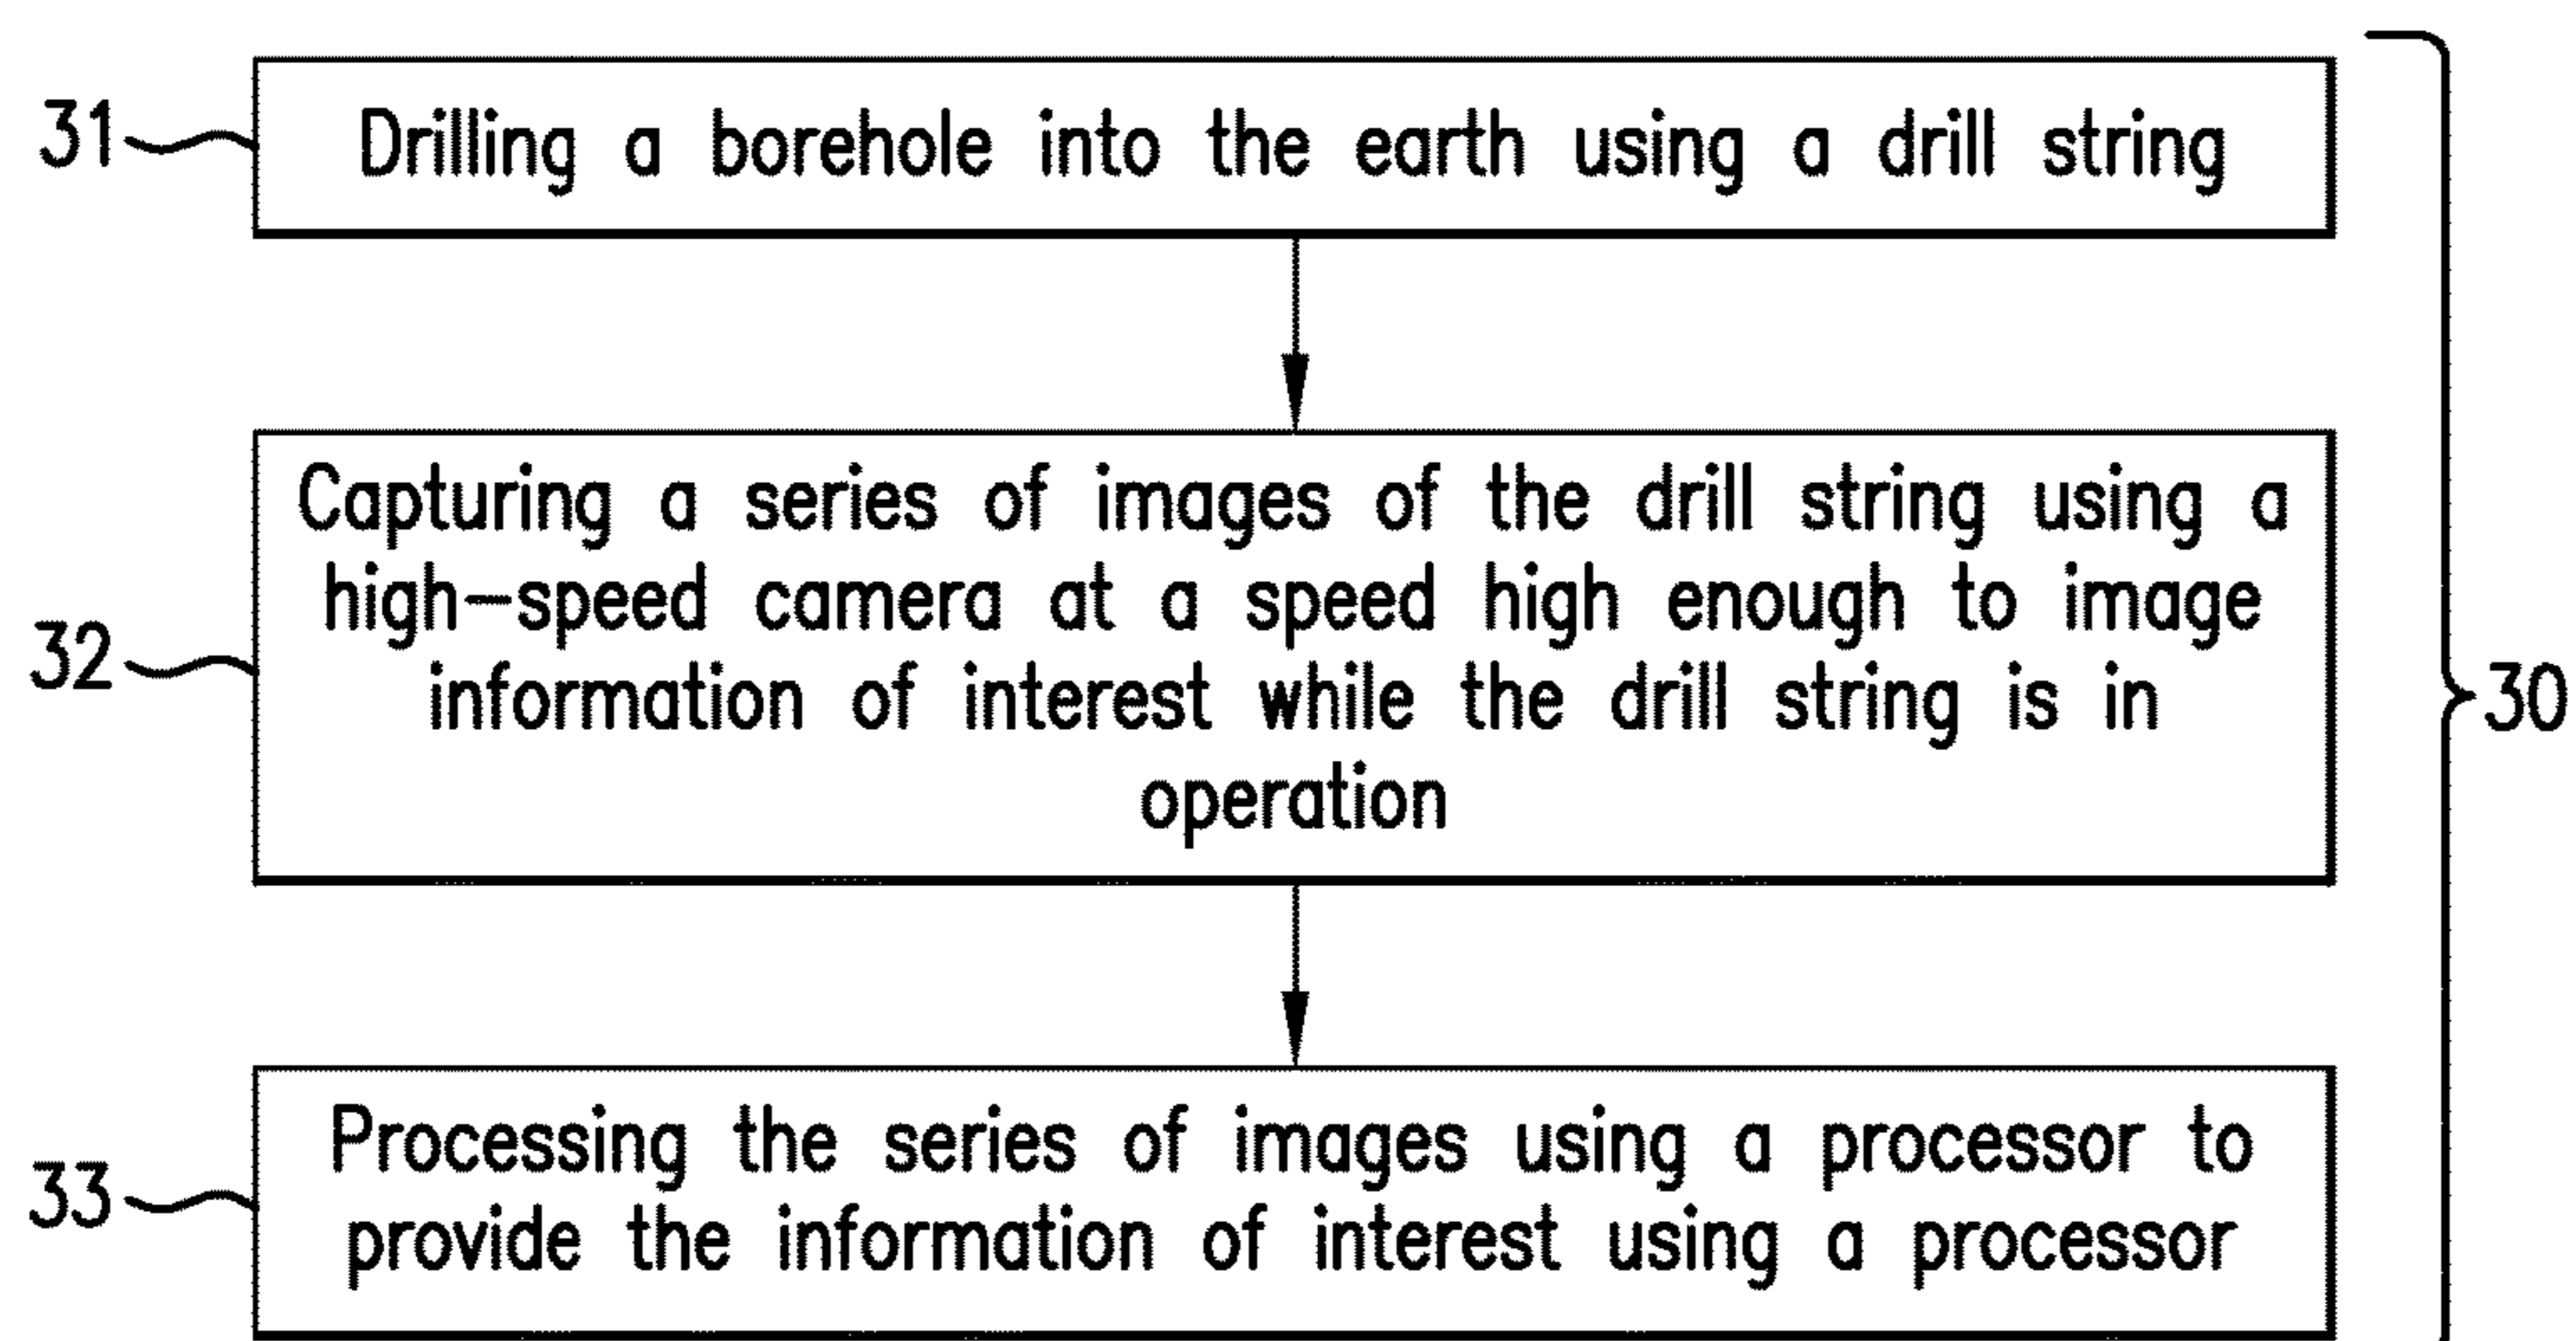 31 Drilling a borehole into the earth using a drill string
Capturing a series of images of the drill string using a
high-speed camera at a speed high enough to image
32 information of interest while the drill string is in
operation
30
Processing the series of images using a processor to
33 provide the information of interest using a processor